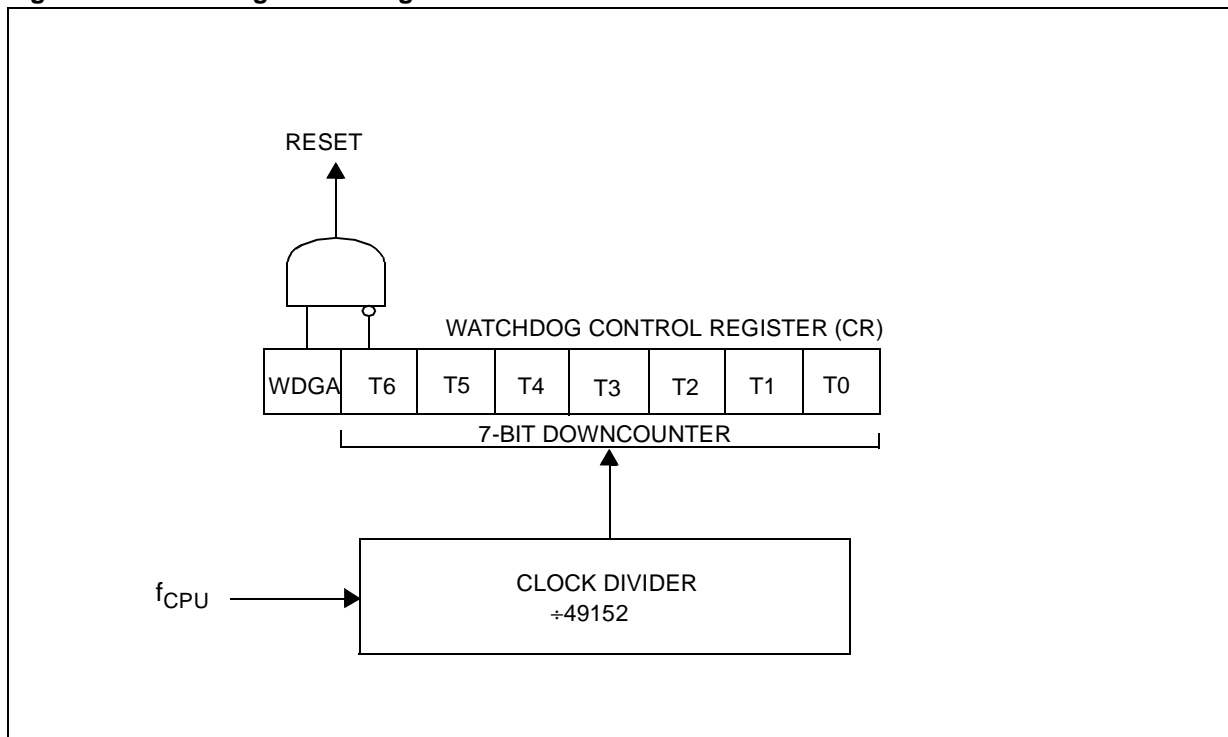 RESET
WATCHDOG CONTROL REGISTER (CR)
WDGA T6 T5 T4 T3 T2 T1 T0
7-BIT DOWNCOUNTER
fCPU
CLOCK DIVIDER
÷49152